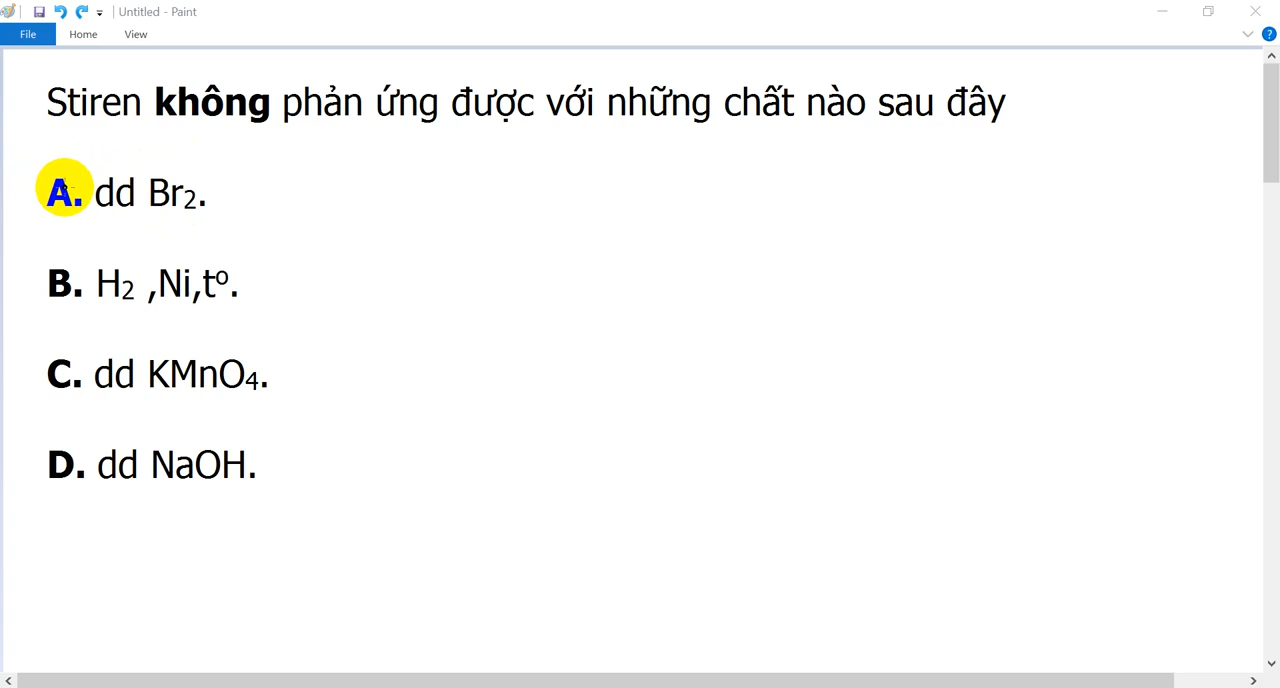 Untitled - Paint
File Home View
Stiren không phản ứng được với những chất nào sau đây
A. dd Br₂.
B. H₂ ,Ni,tº.
C. dd KMnO₄.
D. dd NaOH.